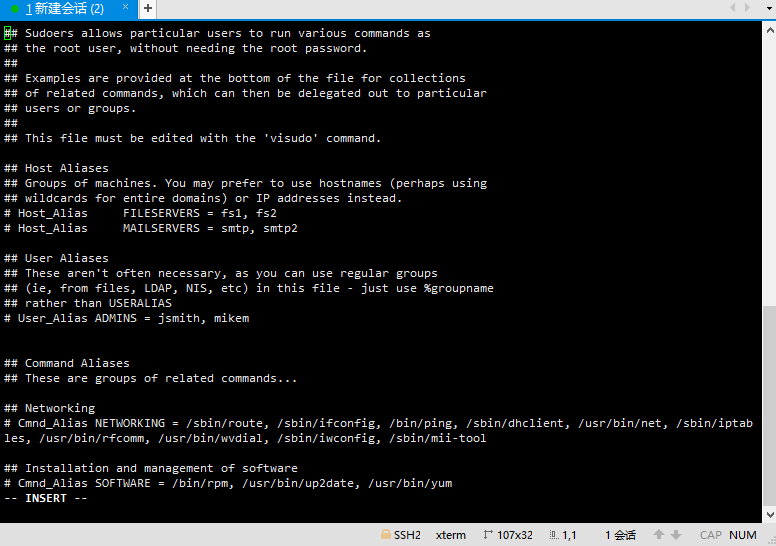 1 新建会话 (2) × +
## Sudoers allows particular users to run various commands as
## the root user, without needing the root password.
##
## Examples are provided at the bottom of the file for collections
## of related commands, which can then be delegated out to particular
## users or groups.
##
## This file must be edited with the 'visudo' command.
## Host Aliases
## Groups of machines. You may prefer to use hostnames (perhaps using
## wildcards for entire domains) or IP addresses instead.
# Host_Alias     FILESERVERS = fs1, fs2
# Host_Alias     MAILSERVERS = smtp, smtp2
## User Aliases
## These aren't often necessary, as you can use regular groups
## (ie, from files, LDAP, NIS, etc) in this file - just use %groupname
## rather than USERALIAS
# User_Alias ADMINS = jsmith, mikem
## Command Aliases
## These are groups of related commands...
## Networking
# Cmnd_Alias NETWORKING = /sbin/route, /sbin/ifconfig, /bin/ping, /sbin/dhclient, /usr/bin/net, /sbin/iptab
les, /usr/bin/rfcomm, /usr/bin/wvdial, /sbin/iwconfig, /sbin/mii-tool
## Installation and management of software
# Cmnd_Alias SOFTWARE = /bin/rpm, /usr/bin/up2date, /usr/bin/yum
-- INSERT --
SSH2 xterm 107x32 1,1 1 会话 CAP NUM